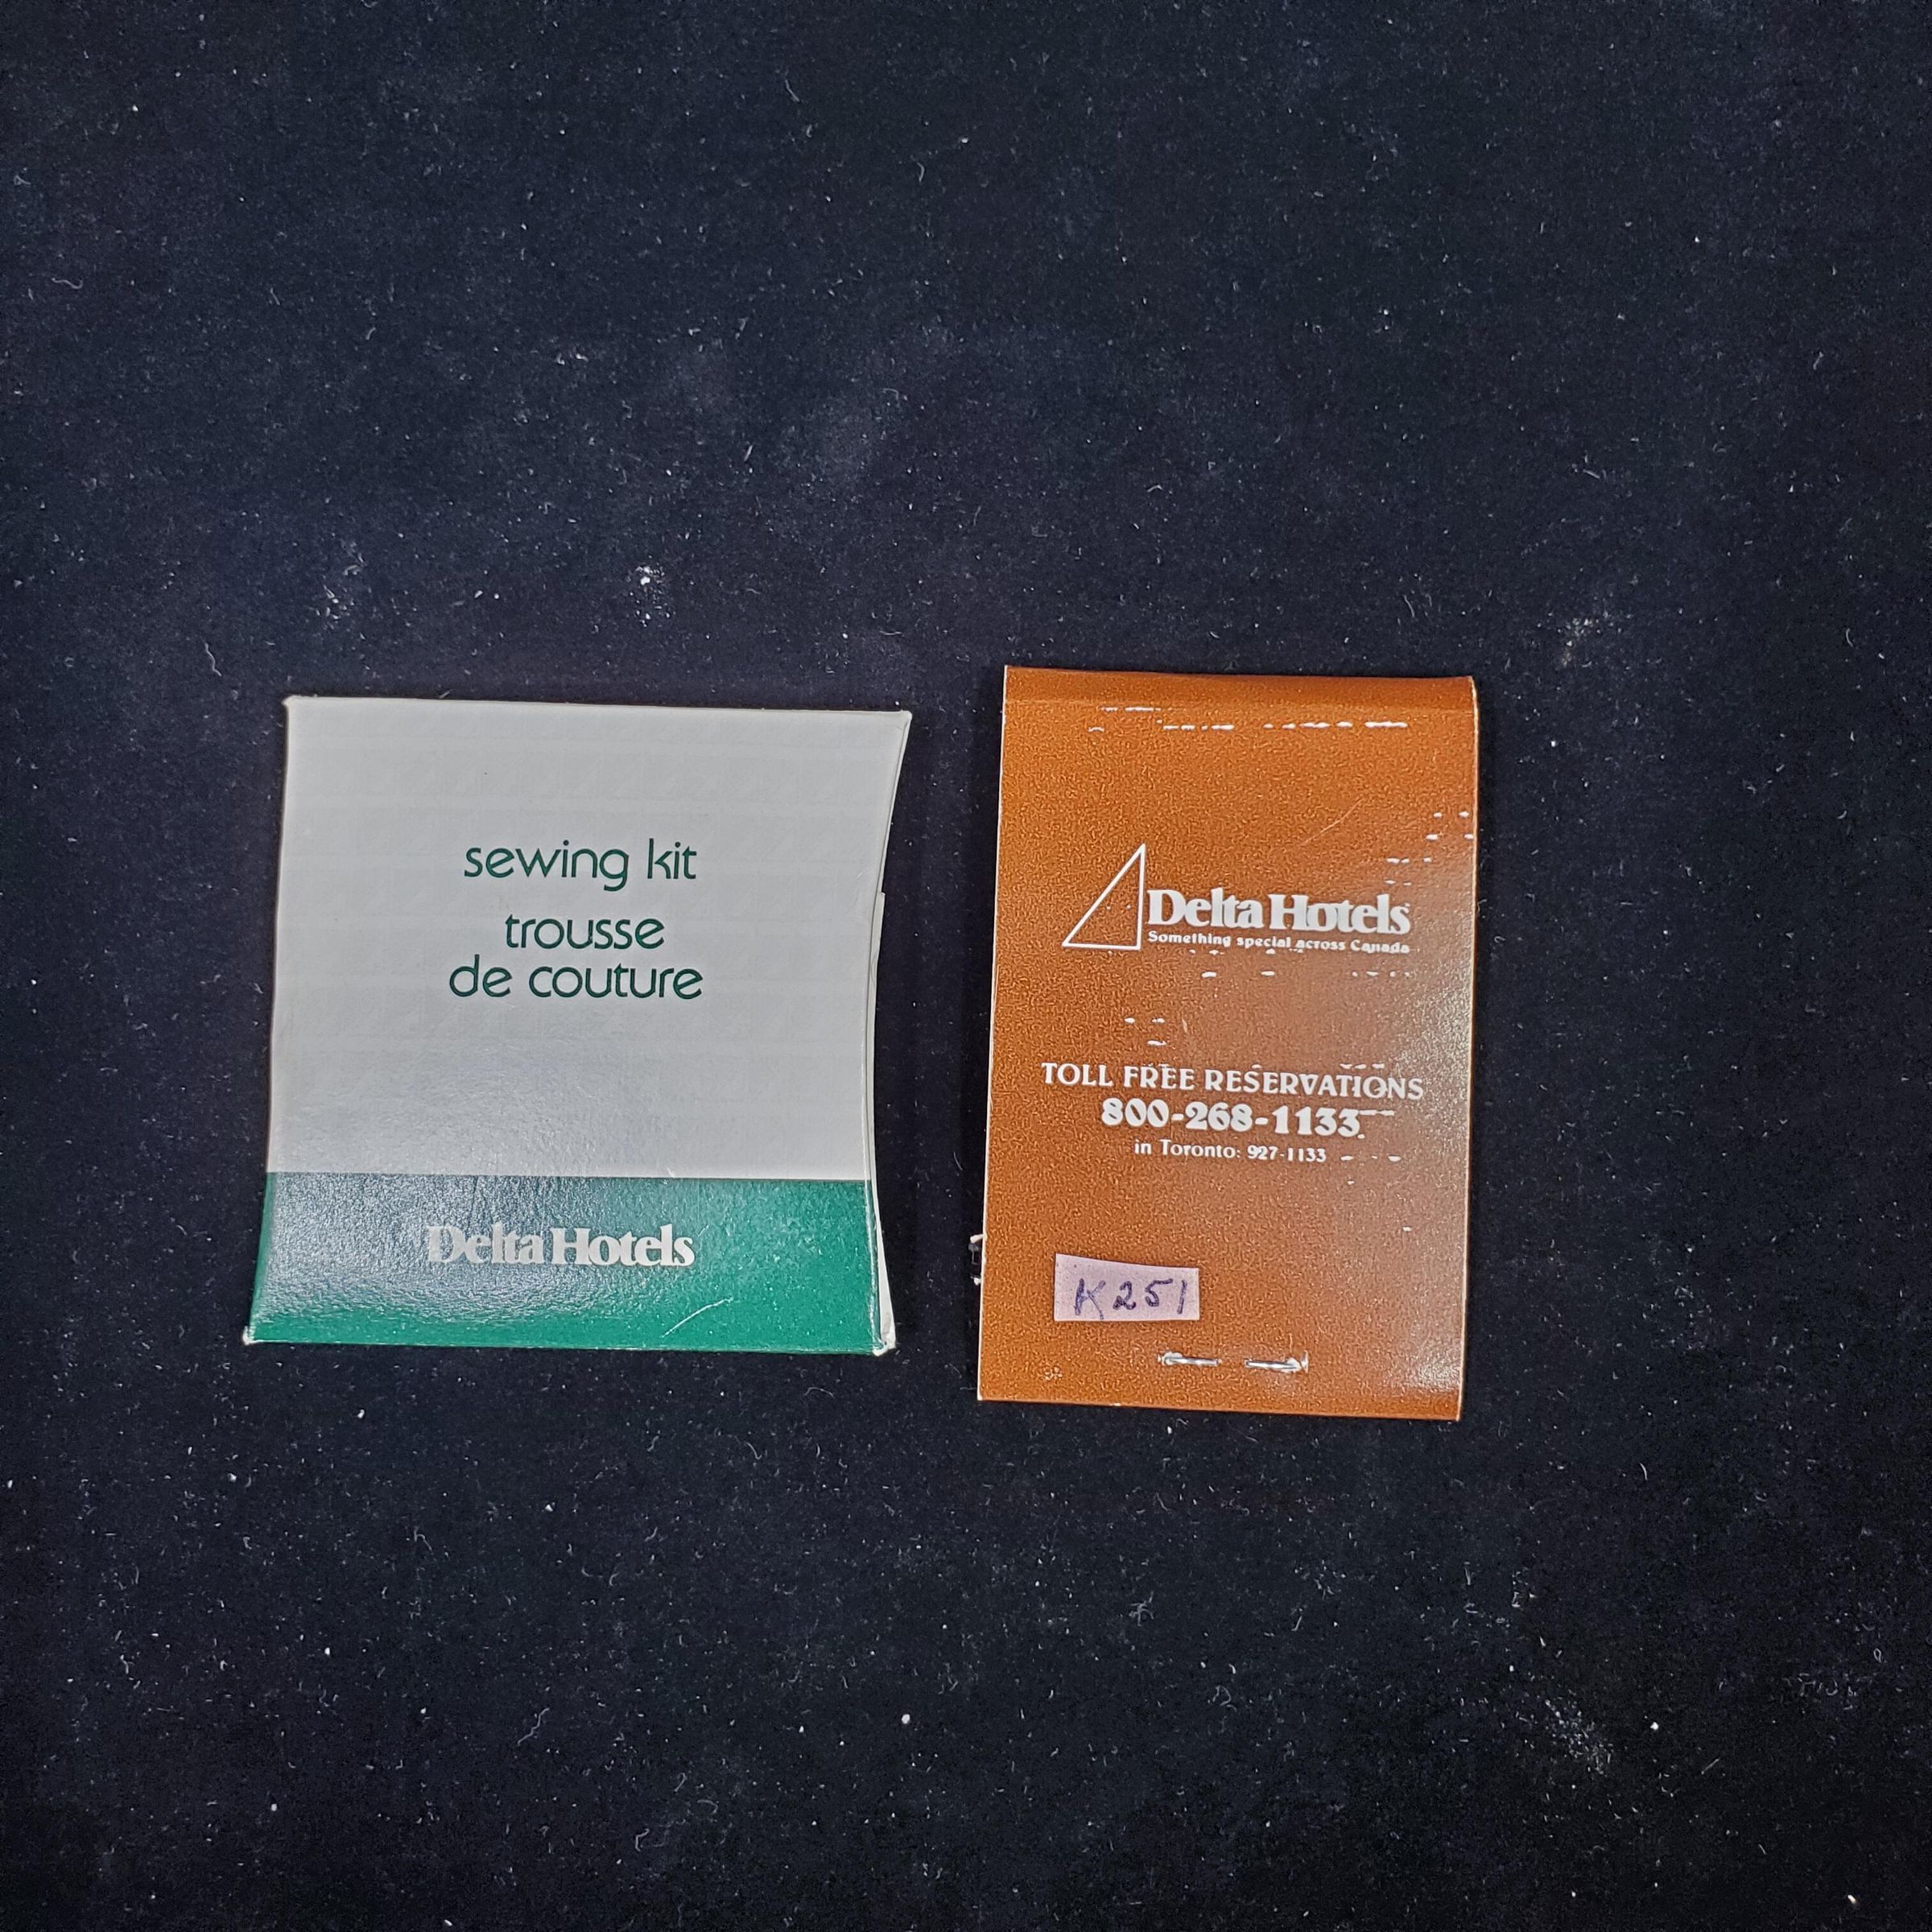 sewing kit
trousse
de couture
Delta Hotels
Delta Hotels
Something special across Canada
TOLL FREE RESERVATIONS
800-268-1133
in Toronto: 927-1133
K251